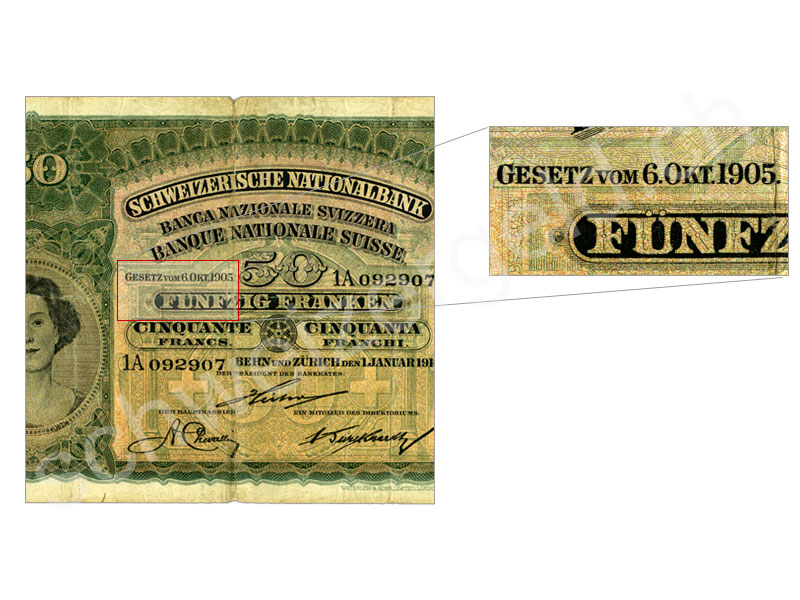 50
SCHWEIZERISCHE NATIONALBANK
BANCA NAZIONALE SVIZZERA
BANQUE NATIONALE SUISSE.
GESETZ VOM 6.OKT.1905
50
1A 092907
FÜNFZIG FRANKEN
CINQUANTE FRANCS.
CINQUANTA FRANCHI.
1A 092907
BERN UND ZÜRICH DEN 1.JANUAR 191
DER PRÄSIDENT DES BANKRATES.
DER HAUPTKASSIER
EIN MITGLIED DES DIREKTORIUMS.
GESETZ VOM 6.OKT.1905.
FÜNFZ